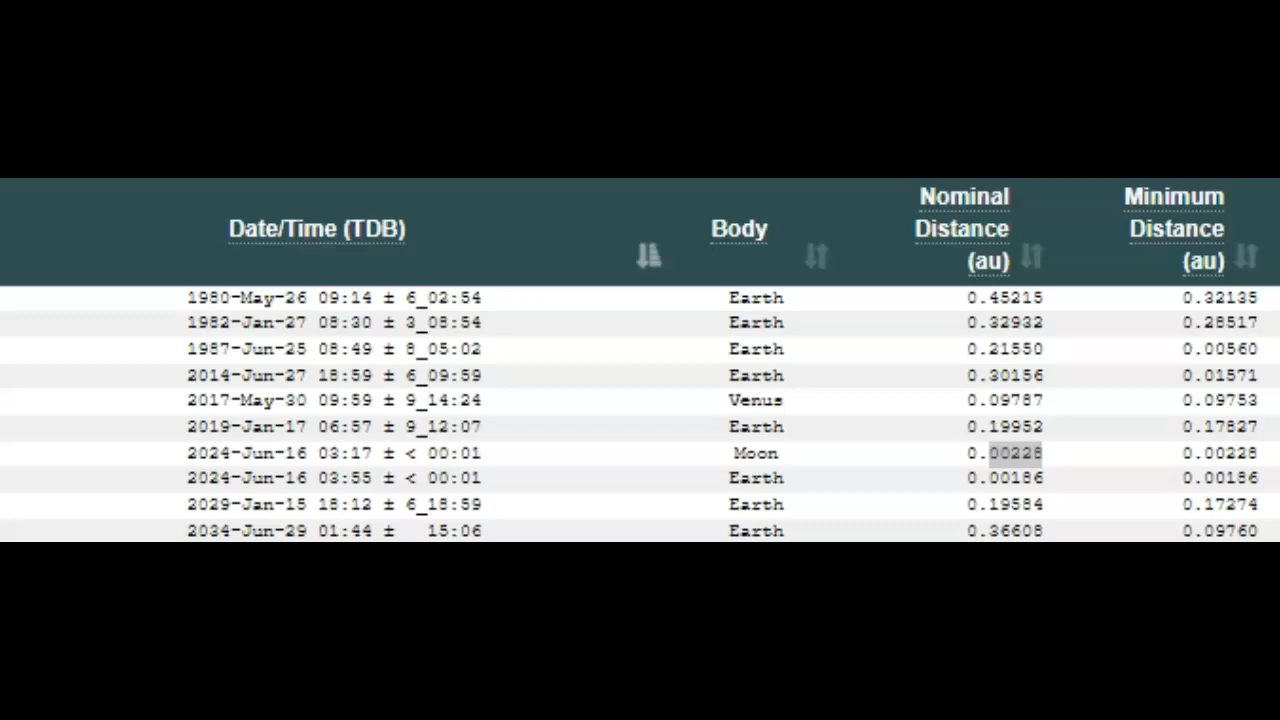 Date/Time (TDB) Body Nominal Distance (au) Minimum Distance (au)
1980-May-26 09:14 ± 6_02:54 Earth 0.45215 0.32135
1982-Jan-27 08:30 ± 3_08:54 Earth 0.32932 0.28517
1987-Jun-25 08:49 ± 8_05:02 Earth 0.21550 0.00560
2014-Jun-27 18:59 ± 6_09:59 Earth 0.30156 0.01571
2017-May-30 09:59 ± 9_14:24 Venus 0.09787 0.09753
2019-Jan-17 06:57 ± 9_12:07 Earth 0.19952 0.17827
2024-Jun-16 03:17 ± < 00:01 Moon 0.00228 0.00228
2024-Jun-16 03:55 ± < 00:01 Earth 0.00186 0.00186
2029-Jan-15 18:12 ± 6_18:59 Earth 0.19584 0.17274
2034-Jun-29 01:44 ± 15:06 Earth 0.36608 0.09760